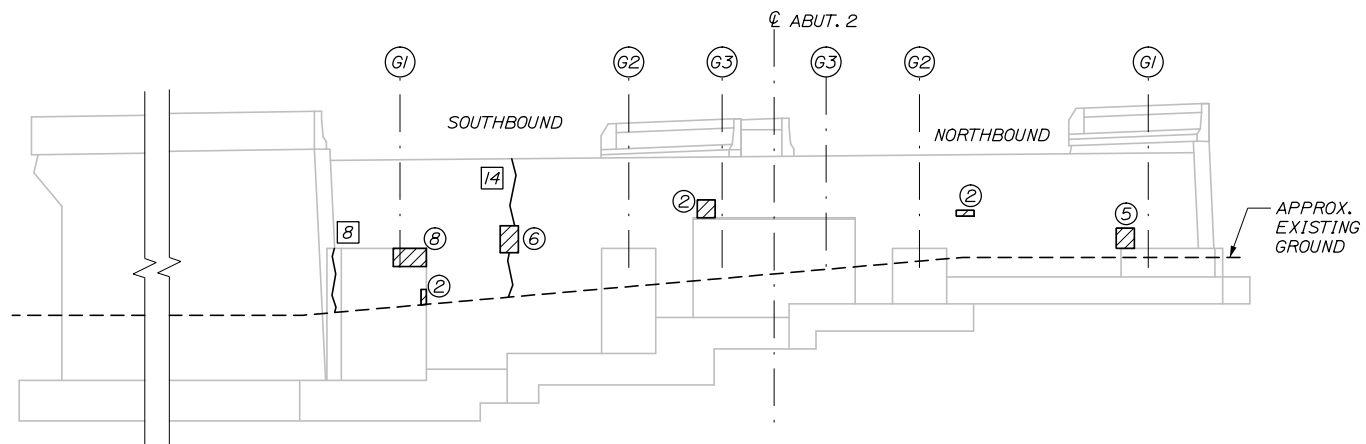 ℄ ABUT. 2
G1
G2
G3
G3
G2
G1
SOUTHBOUND
NORTHBOUND
14
2
2
8
8
6
5
2
APPROX.
EXISTING
GROUND